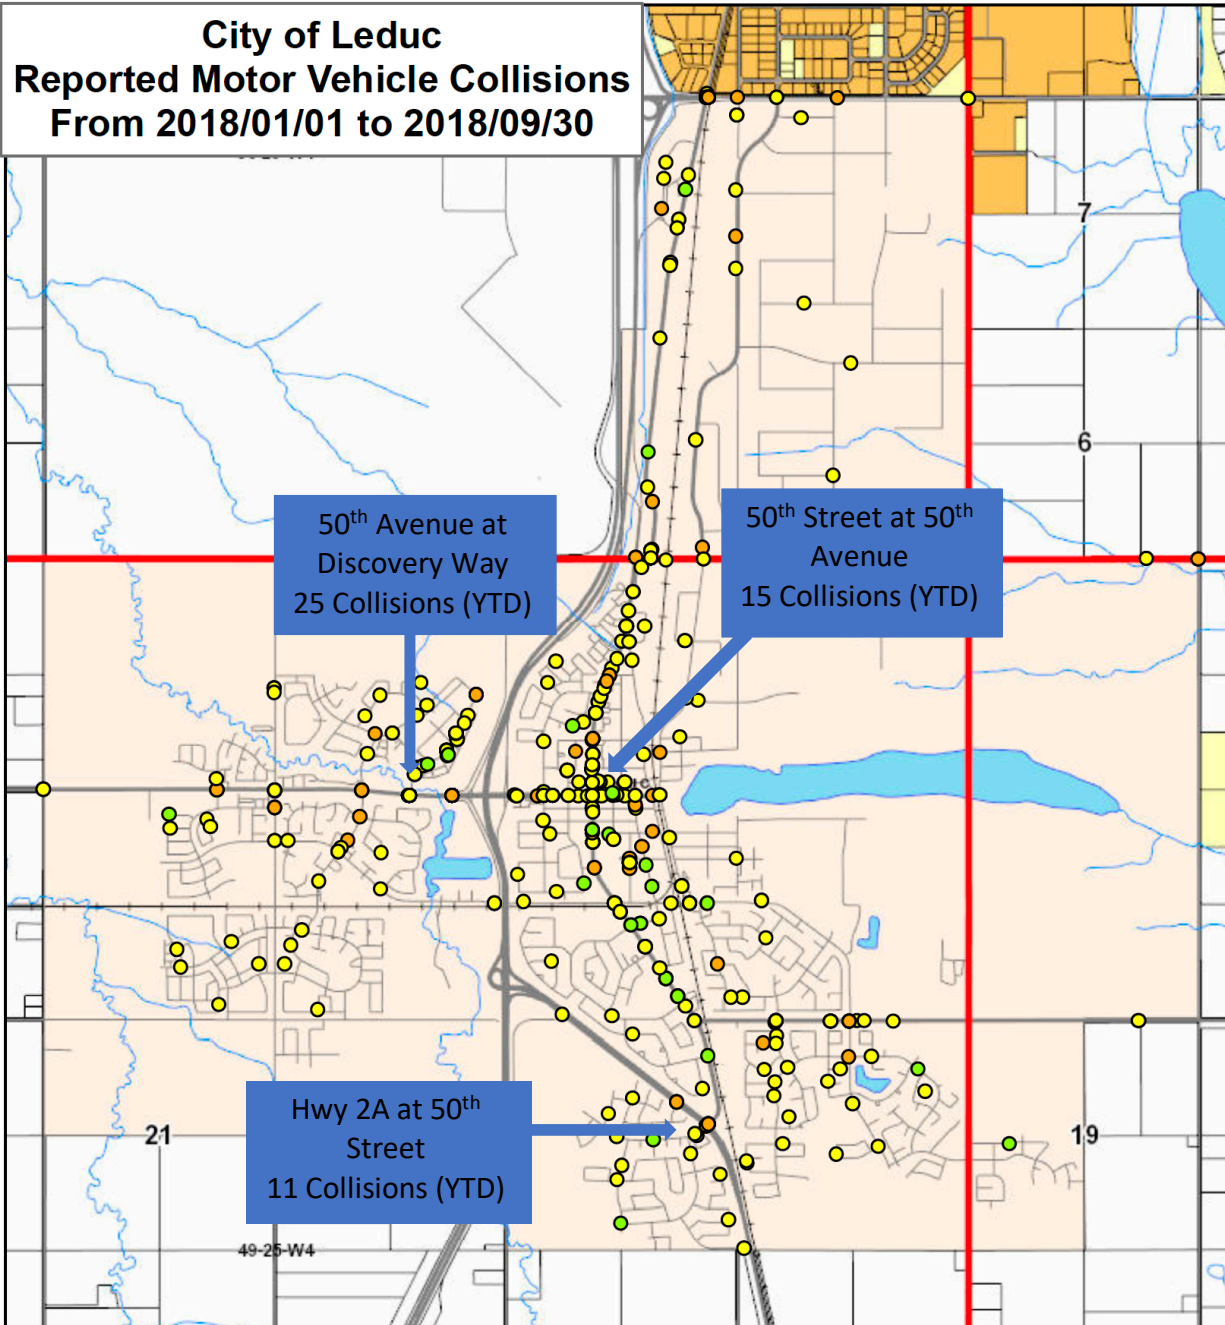 City of Leduc
Reported Motor Vehicle Collisions
From 2018/01/01 to 2018/09/30
7
6
50th Avenue at
Discovery Way
25 Collisions (YTD)
50th Street at 50th
Avenue
15 Collisions (YTD)
Hwy 2A at 50th
Street
11 Collisions (YTD)
21
19
49-25-W4